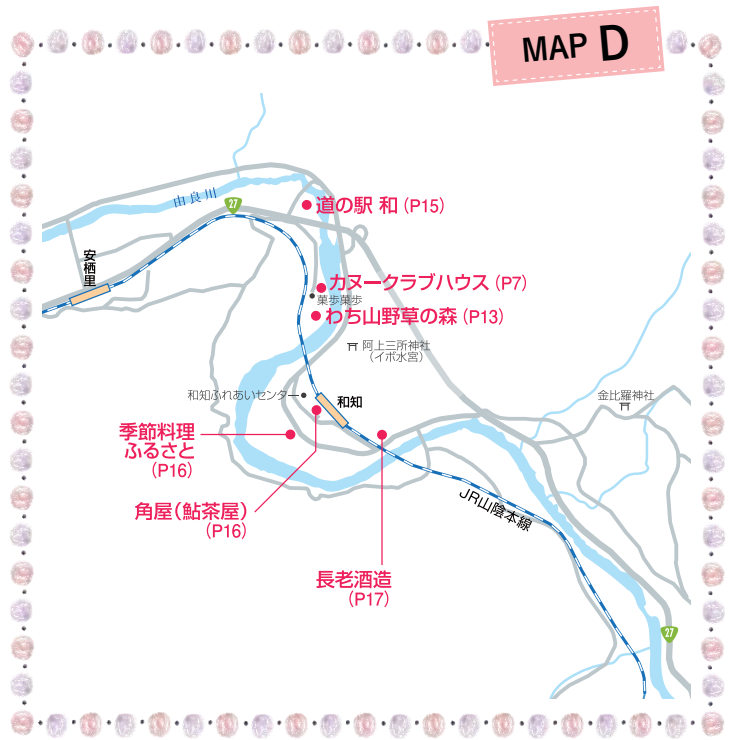 MAP D
由良川
27
道の駅 和 (P15)
安栖里
カヌークラブハウス (P7)
菓歩菓歩
わち山野草の森 (P13)
阿上三所神社
(イボ水宮)
和知ふれあいセンター
和知
金比羅神社
季節料理
ふるさと
(P16)
角屋(鮎茶屋)
(P16)
JR山陰本線
長老酒造
(P17)
27